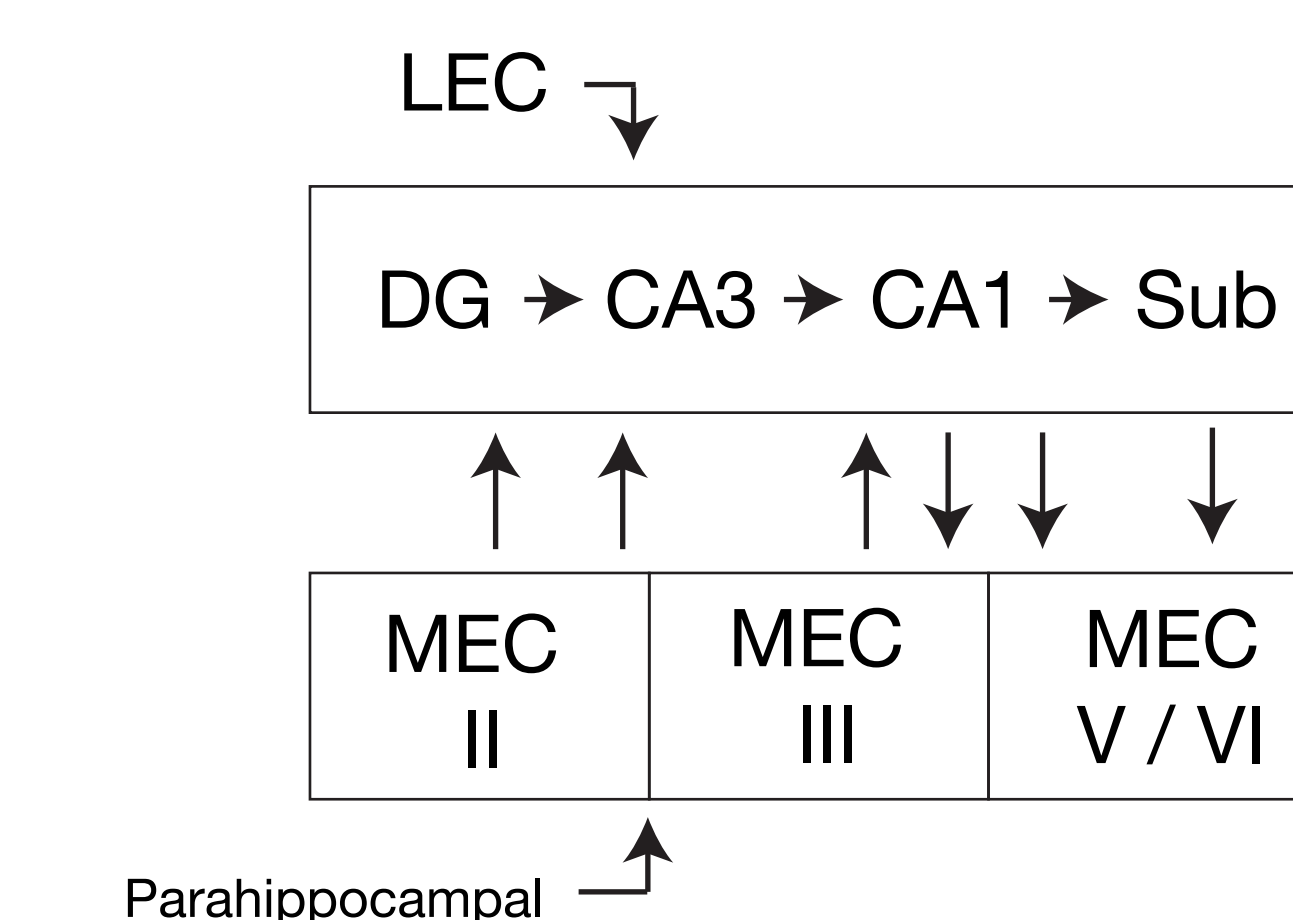 LEC
DG CA3 CA1 Sub
MEC MEC MEC
II III V / VI
Parahippocampal